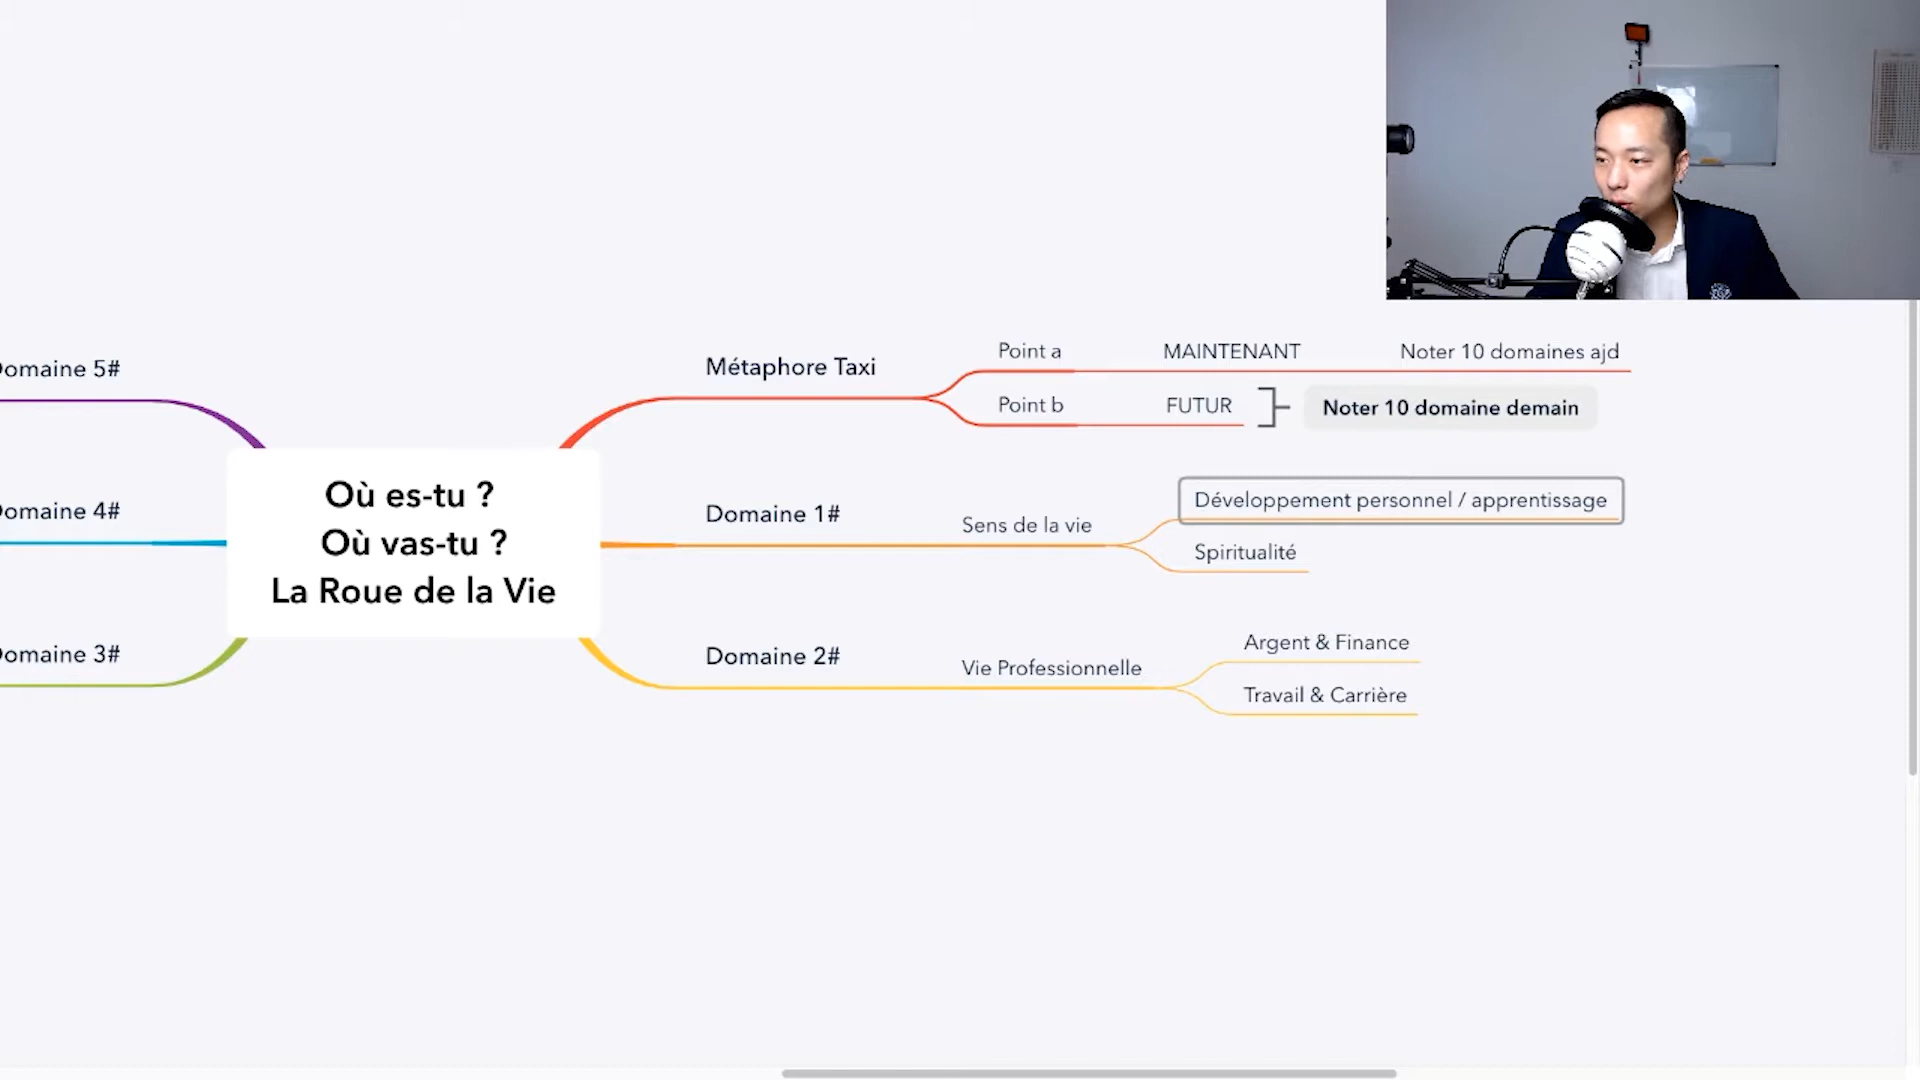 Où es-tu ?
Où vas-tu ?
La Roue de la Vie
Métaphore Taxi
Point a
MAINTENANT
Noter 10 domaines ajd
Point b
FUTUR
Noter 10 domaine demain
Domaine 1#
Sens de la vie
Développement personnel / apprentissage
Spiritualité
Domaine 2#
Vie Professionnelle
Argent & Finance
Travail & Carrière
omaine 5#
omaine 4#
omaine 3#